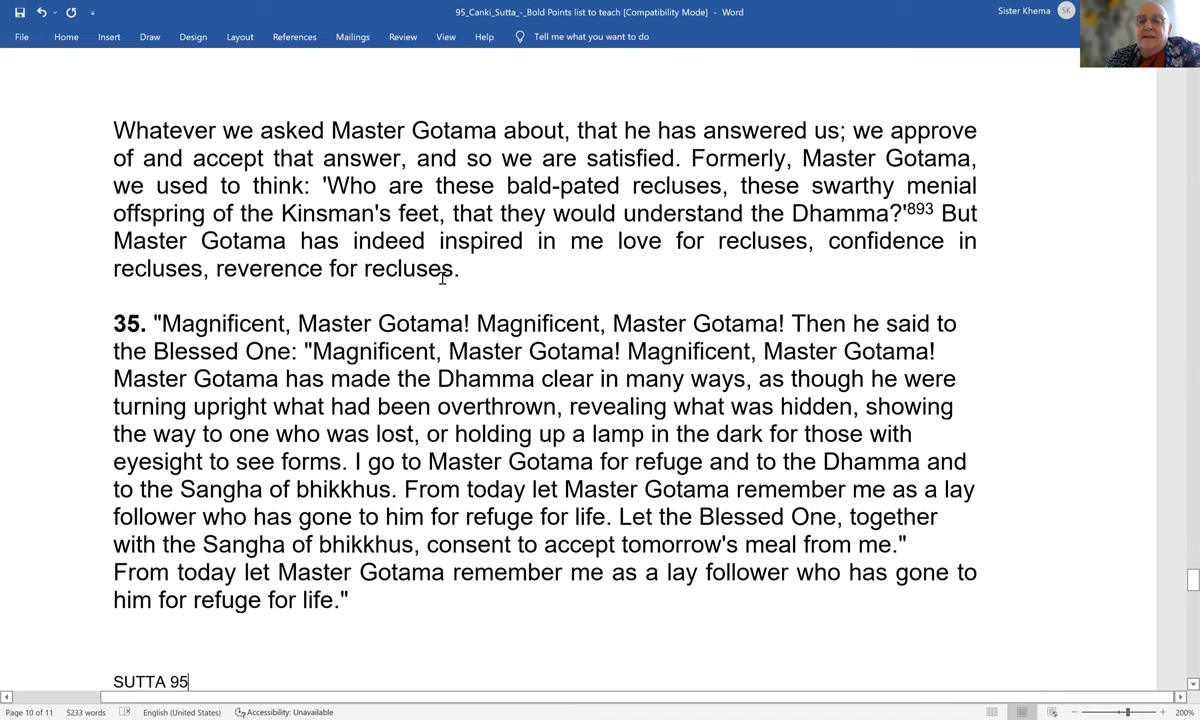 95_Canki_Sutta_-_Bold Points list to teach [Compatibility Mode] - Word
Sister Khema
SK
File Home Insert Draw Design Layout References Mailings Review View Help Tell me what you want to do
Whatever we asked Master Gotama about, that he has answered us; we approve
of and accept that answer, and so we are satisfied. Formerly, Master Gotama,
we used to think: 'Who are these bald-pated recluses, these swarthy menial
offspring of the Kinsman's feet, that they would understand the Dhamma?'893 But
Master Gotama has indeed inspired in me love for recluses, confidence in
recluses, reverence for recluses.
35. "Magnificent, Master Gotama! Magnificent, Master Gotama! Then he said to
the Blessed One: "Magnificent, Master Gotama! Magnificent, Master Gotama!
Master Gotama has made the Dhamma clear in many ways, as though he were
turning upright what had been overthrown, revealing what was hidden, showing
the way to one who was lost, or holding up a lamp in the dark for those with
eyesight to see forms. I go to Master Gotama for refuge and to the Dhamma and
to the Sangha of bhikkhus. From today let Master Gotama remember me as a lay
follower who has gone to him for refuge for life. Let the Blessed One, together
with the Sangha of bhikkhus, consent to accept tomorrow's meal from me."
From today let Master Gotama remember me as a lay follower who has gone to
him for refuge for life."
SUTTA 95
Page 10 of 11 5233 words English (United States) Accessibility: Unavailable 200%